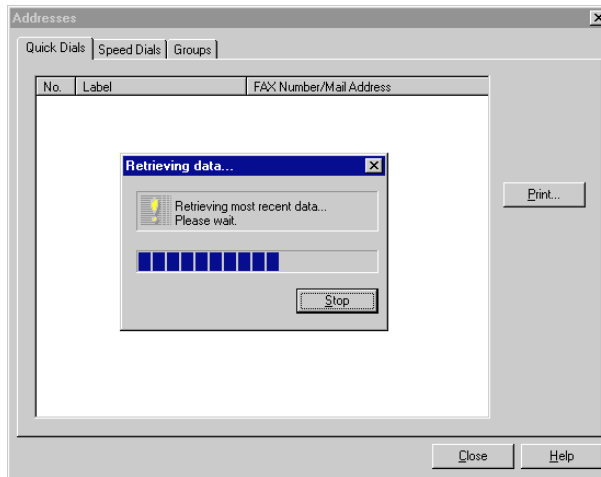 Addresses
Quick Dials Speed Dials Groups
No. Label FAX Number/Mail Address
Retrieving data...
Retrieving most recent data...
Please wait.
Print...
Stop
Close Help